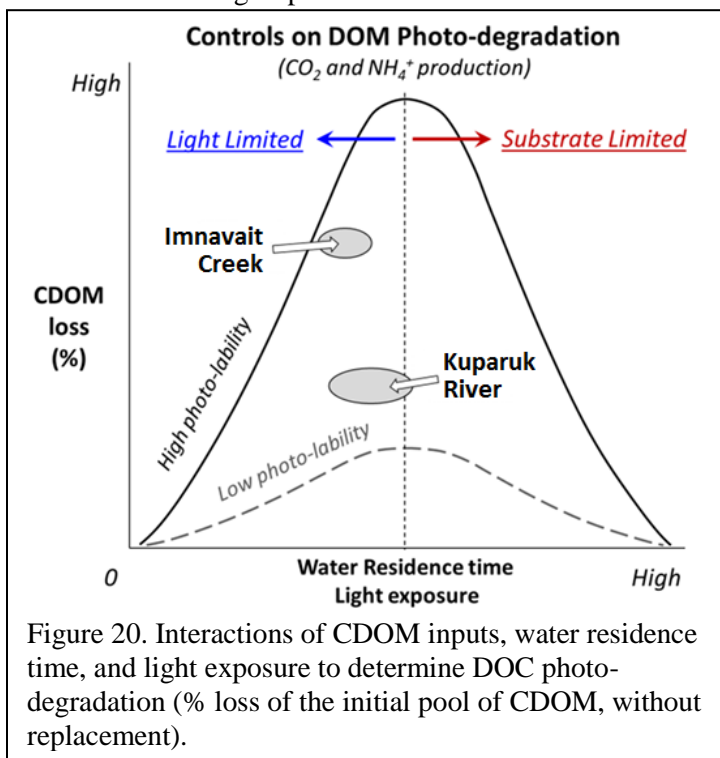 Controls on DOM Photo-degradation
(CO₂ and NH₄⁺ production)
High
Light Limited
Substrate Limited
Imnavait
Creek
CDOM
loss
(%)
High photo-lability
Kuparuk
River
Low photo-lability
0
Water Residence time
Light exposure
High
Figure 20. Interactions of CDOM inputs, water residence
time, and light exposure to determine DOC photo-
degradation (% loss of the initial pool of CDOM, without
replacement).